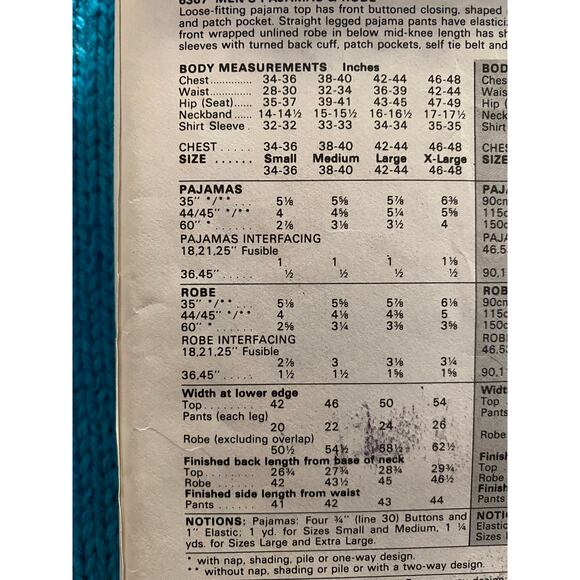 8367 MEN'S PAJAMAS & ROBE
Loose-fitting pajama top has front buttoned closing, shaped
and patch pocket. Straight legged pajama pants have elastici
front wrapped unlined robe in below mid-knee length has sh
sleeves with turned back cuff, patch pockets, self tie belt and
BODY MEASUREMENTS Inches
Chest............ 34-36 38-40 42-44 46-48
Waist............ 28-30 32-34 36-39 42-44
Hip (Seat)...... 35-37 39-41 43-45 47-49
Neckband...... 14-14½ 15-15½ 16-16½ 17-17½
Shirt Sleeve . 32-32 33-33 34-34 35-35
CHEST ...... 34-36 38-40 42-44 46-48
SIZE ...... Small Medium Large X-Large
34-36 38-40 42-44 46-48
PAJAMAS
35" */** ... 5⅛ 5⅝ 5⅞ 6⅜
44/45" */** .. 4 4⅝ 5¼ 5⅝
60" * ...... 2⅞ 3⅛ 3½ 4
PAJAMAS INTERFACING
18,21,25" Fusible
1 1 1 1⅛
36,45"...... ½ ½ ½ ½
ROBE
35" */** .... 5⅛ 5⅝ 5⅞ 6⅛
44/45" */** .. 4 4⅛ 4⅜ 5
60" * ...... 2⅝ 3¼ 3⅜ 3⅝
ROBE INTERFACING
18,21,25" Fusible
2⅞ 3 3⅛ 3¼
36,45"...... 1½ 1½ 1⅝ 1⅝
Width at lower edge
Top......... 42 46 50 54
Pants (each leg)
20 22 24 26
Robe (excluding overlap)
50½ 54½ 58½ 62½
Finished back length from base of neck
Top ........ 26¾ 27¾ 28¾ 29¾
Robe ...... 42 43½ 45 46½
Finished side length from waist
Pants ...... 41 42 43 44
NOTIONS: Pajamas: Four ¾" (line 30) Buttons and
1" Elastic; 1 yd. for Sizes Small and Medium, 1 ¼
yds. for Sizes Large and Extra Large.
* with nap, shading, pile or one-way design.
** without nap, shading or pile or with a two-way design.
BOD
Ches
Wais
Hip (
Neck
Shirt
CHES
SIZE
PAJA
90cm
115c
150c
PAJA
46,5
90,1
ROB
90cm
115c
150c
ROB
46,53
90,11
Widt
Top
Pants
Robe
Finish
Top .
Robe
Finish
Pants
NOTI
Elastic
Sizes L